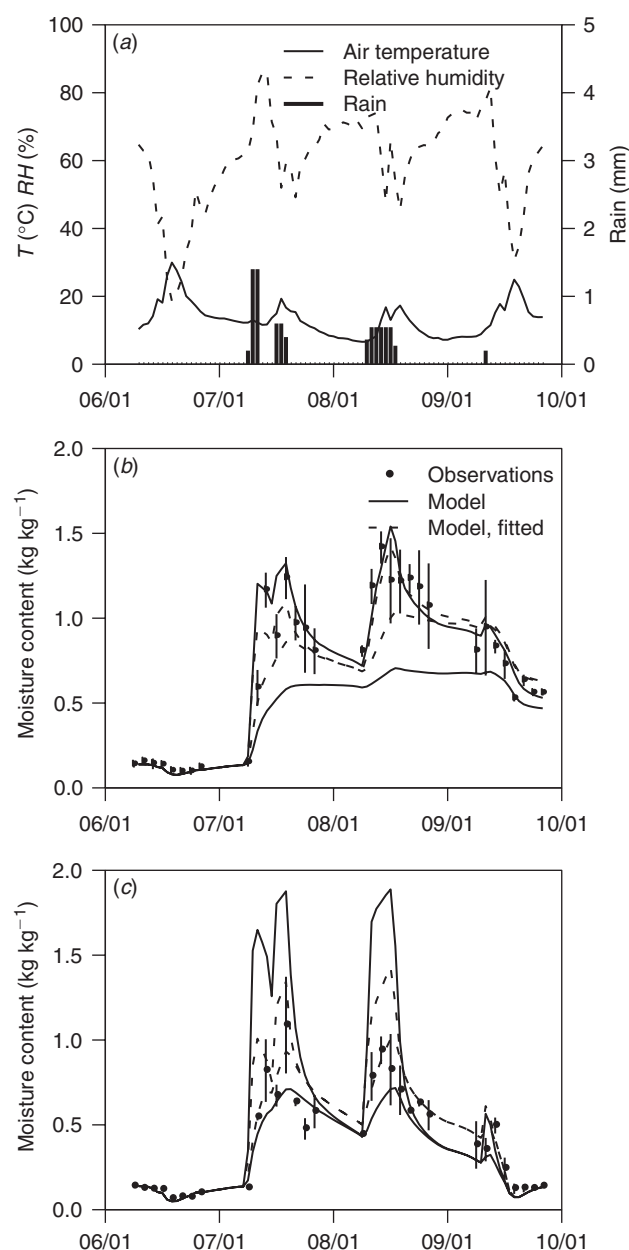 (a)
Air temperature
Relative humidity
Rain
100
80
60
40
20
0
T (°C) RH (%)
5
4
3
2
1
0
Rain (mm)
06/01 07/01 08/01 09/01 10/01
(b)
Observations
Model
Model, fitted
2.0
1.5
1.0
0.5
0.0
Moisture content (kg kg⁻¹)
06/01 07/01 08/01 09/01 10/01
(c)
2.0
1.5
1.0
0.5
0.0
Moisture content (kg kg⁻¹)
06/01 07/01 08/01 09/01 10/01